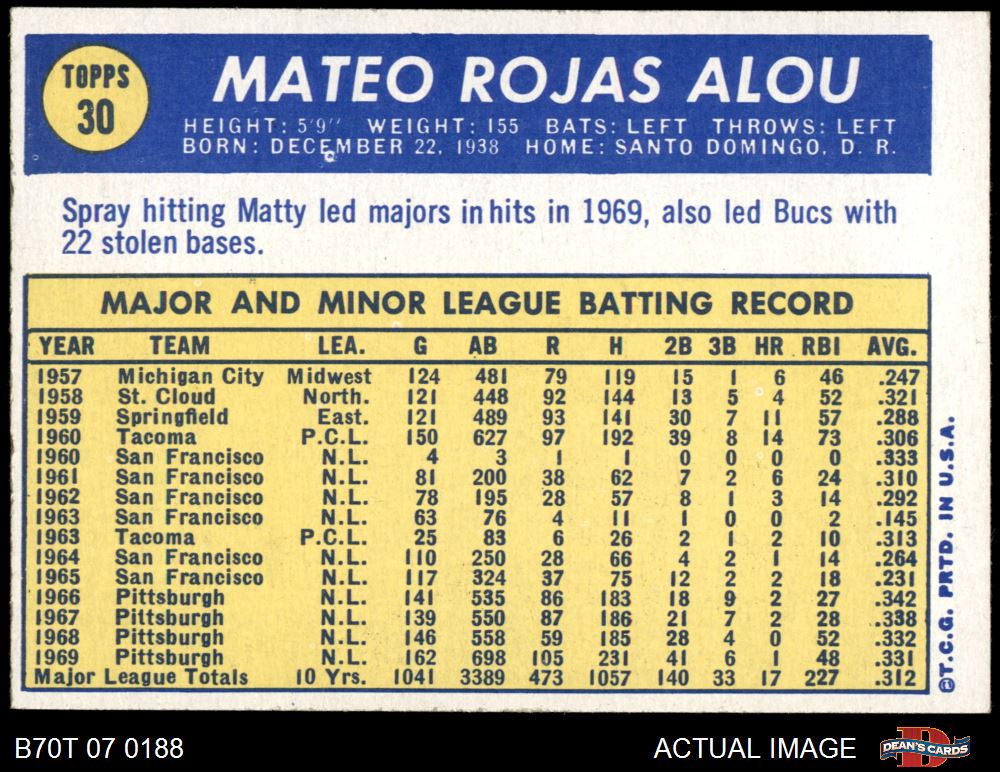 TOPPS
30
MATEO ROJAS ALOU
HEIGHT: 5'9" WEIGHT: 155 BATS: LEFT THROWS: LEFT
BORN: DECEMBER 22, 1938 HOME: SANTO DOMINGO, D. R.
Spray hitting Matty led majors in hits in 1969, also led Bucs with
22 stolen bases.
MAJOR AND MINOR LEAGUE BATTING RECORD
YEAR TEAM LEA. G AB R H 2B 3B HR RBI AVG.
1957 Michigan City Midwest 124 481 79 119 15 1 6 46 .247
1958 St. Cloud North. 121 448 92 144 13 5 4 52 .321
1959 Springfield East. 121 489 93 141 30 7 11 57 .288
1960 Tacoma P.C.L. 150 627 97 192 39 8 14 73 .306
1960 San Francisco N.L. 4 3 1 1 0 0 0 0 .333
1961 San Francisco N.L. 81 200 38 62 7 2 6 24 .310
1962 San Francisco N.L. 78 195 28 57 8 1 3 14 .292
1963 San Francisco N.L. 63 76 4 11 1 0 0 2 .145
1963 Tacoma P.C.L. 25 83 6 26 2 1 2 10 .313
1964 San Francisco N.L. 110 250 28 66 4 2 1 14 .264
1965 San Francisco N.L. 117 324 37 75 12 2 2 18 .231
1966 Pittsburgh N.L. 141 535 86 183 18 9 2 27 .342
1967 Pittsburgh N.L. 139 550 87 186 21 7 2 28 .338
1968 Pittsburgh N.L. 146 558 59 185 28 4 0 52 .332
1969 Pittsburgh N.L. 162 698 105 231 41 6 1 48 .331
Major League Totals 10 Yrs. 1041 3389 473 1057 140 33 17 227 .312
©T.C.G. PRTD. IN U.S.A.
B70T 07 0188
ACTUAL IMAGE
DEAN'S CARDS